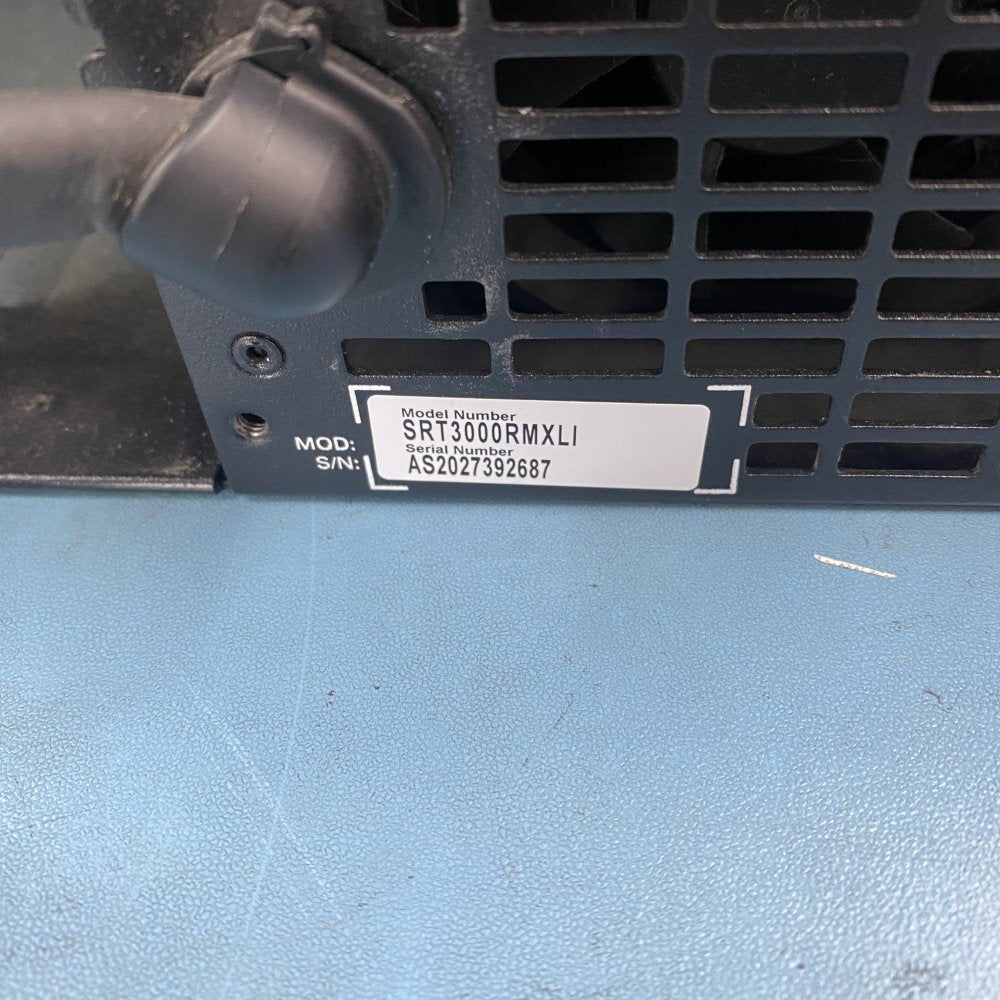 Model Number
MOD: SRT3000RMXLI
Serial Number
S/N: AS2027392687